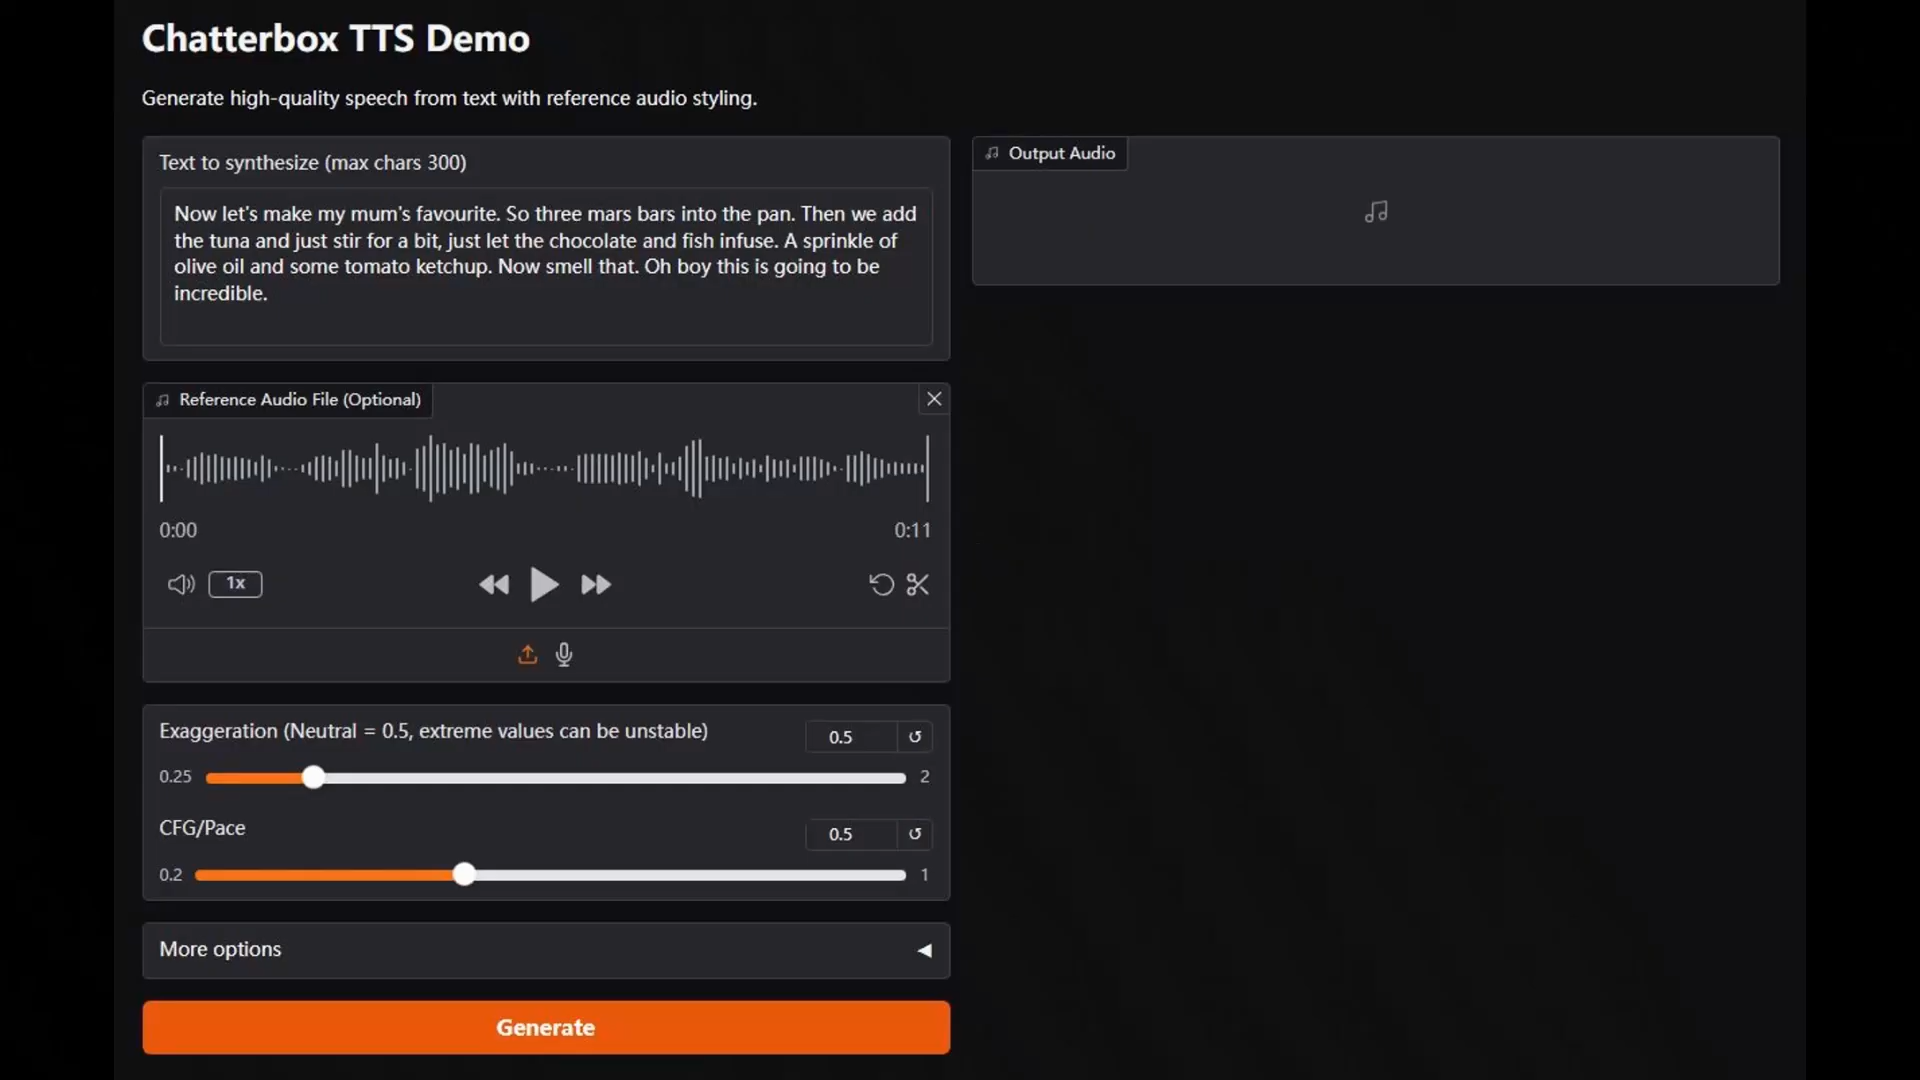 Chatterbox TTS Demo
Generate high-quality speech from text with reference audio styling.
Text to synthesize (max chars 300)
Now let's make my mum's favourite. So three mars bars into the pan. Then we add
the tuna and just stir for a bit, just let the chocolate and fish infuse. A sprinkle of
olive oil and some tomato ketchup. Now smell that. Oh boy this is going to be
incredible.
Output Audio
Reference Audio File (Optional)
0:00
0:11
1x
Exaggeration (Neutral = 0.5, extreme values can be unstable)
0.5
0.25
2
CFG/Pace
0.5
0.2
1
More options
Generate